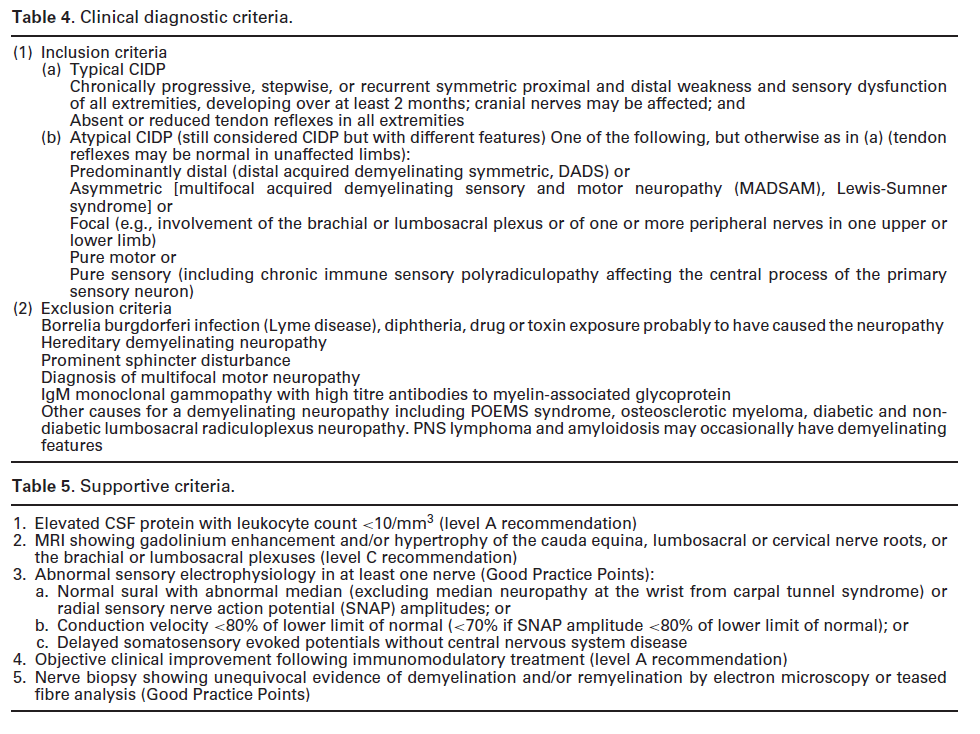 Table 4. Clinical diagnostic criteria.
(1) Inclusion criteria
(a) Typical CIDP
Chronically progressive, stepwise, or recurrent symmetric proximal and distal weakness and sensory dysfunction
of all extremities, developing over at least 2 months; cranial nerves may be affected; and
Absent or reduced tendon reflexes in all extremities
(b) Atypical CIDP (still considered CIDP but with different features) One of the following, but otherwise as in (a) (tendon
reflexes may be normal in unaffected limbs):
Predominantly distal (distal acquired demyelinating symmetric, DADS) or
Asymmetric [multifocal acquired demyelinating sensory and motor neuropathy (MADSAM), Lewis-Sumner
syndrome] or
Focal (e.g., involvement of the brachial or lumbosacral plexus or of one or more peripheral nerves in one upper or
lower limb)
Pure motor or
Pure sensory (including chronic immune sensory polyradiculopathy affecting the central process of the primary
sensory neuron)
(2) Exclusion criteria
Borrelia burgdorferi infection (Lyme disease), diphtheria, drug or toxin exposure probably to have caused the neuropathy
Hereditary demyelinating neuropathy
Prominent sphincter disturbance
Diagnosis of multifocal motor neuropathy
IgM monoclonal gammopathy with high titre antibodies to myelin-associated glycoprotein
Other causes for a demyelinating neuropathy including POEMS syndrome, osteosclerotic myeloma, diabetic and non-
diabetic lumbosacral radiculoplexus neuropathy. PNS lymphoma and amyloidosis may occasionally have demyelinating
features
Table 5. Supportive criteria.
1. Elevated CSF protein with leukocyte count <10/mm³ (level A recommendation)
2. MRI showing gadolinium enhancement and/or hypertrophy of the cauda equina, lumbosacral or cervical nerve roots, or
the brachial or lumbosacral plexuses (level C recommendation)
3. Abnormal sensory electrophysiology in at least one nerve (Good Practice Points):
a. Normal sural with abnormal median (excluding median neuropathy at the wrist from carpal tunnel syndrome) or
radial sensory nerve action potential (SNAP) amplitudes; or
b. Conduction velocity <80% of lower limit of normal (<70% if SNAP amplitude <80% of lower limit of normal); or
c. Delayed somatosensory evoked potentials without central nervous system disease
4. Objective clinical improvement following immunomodulatory treatment (level A recommendation)
5. Nerve biopsy showing unequivocal evidence of demyelination and/or remyelination by electron microscopy or teased
fibre analysis (Good Practice Points)